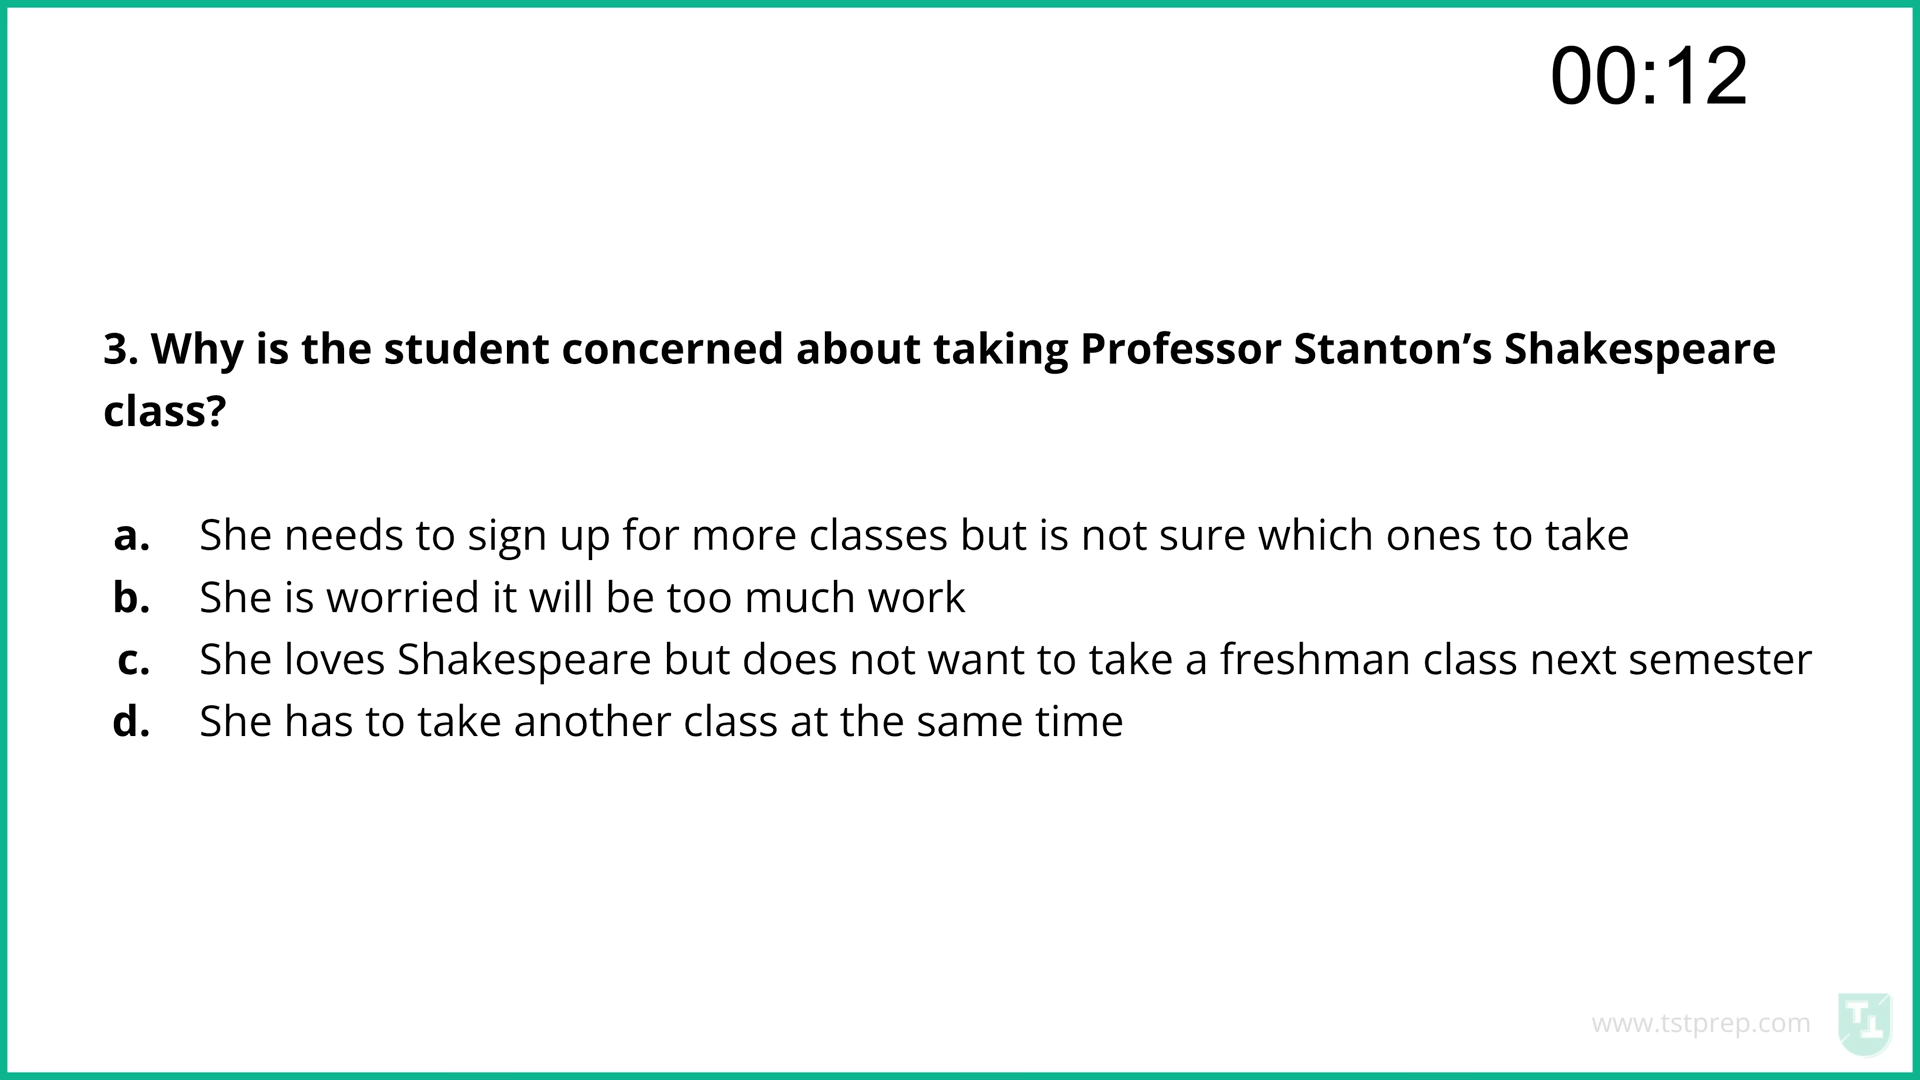 00:12
3. Why is the student concerned about taking Professor Stanton’s Shakespeare
class?
a. She needs to sign up for more classes but is not sure which ones to take
b. She is worried it will be too much work
c. She loves Shakespeare but does not want to take a freshman class next semester
d. She has to take another class at the same time
www.tstprep.com